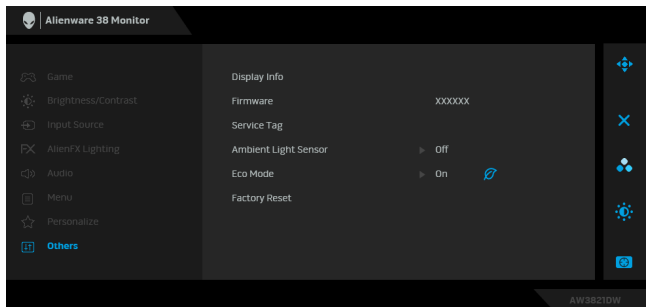 Alienware 38 Monitor
Game
Brightness/Contrast
Input Source
FX AlienFX Lighting
Audio
Menu
Personalize
Others
Display Info
Firmware XXXXXX
Service Tag
Ambient Light Sensor Off
Eco Mode On
Factory Reset
AW3821DW